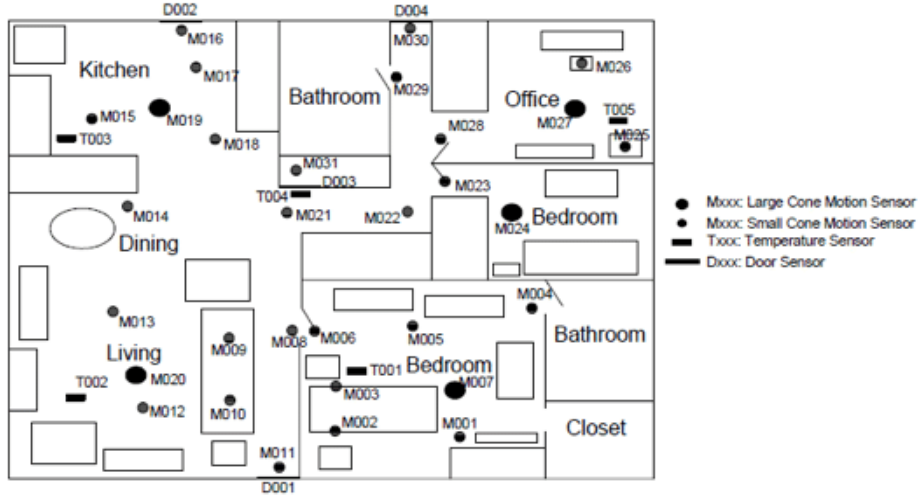 D002
D004
M016
M030
Kitchen
M017
M029
M026
Bathroom
Office
M015
M019
M027
T005
T003
M018
M028
M025
M031
D003
M023
T004
M014
M021
M022
M024
Bedroom
Dining
Mxxx: Large Cone Motion Sensor
Mxxx: Small Cone Motion Sensor
Txxx: Temperature Sensor
Dxxx: Door Sensor
M004
M013
M009
M008
M006
M005
Bathroom
Living
T001
Bedroom
M020
M007
T002
M003
M012
M010
M002
M001
Closet
M011
D001